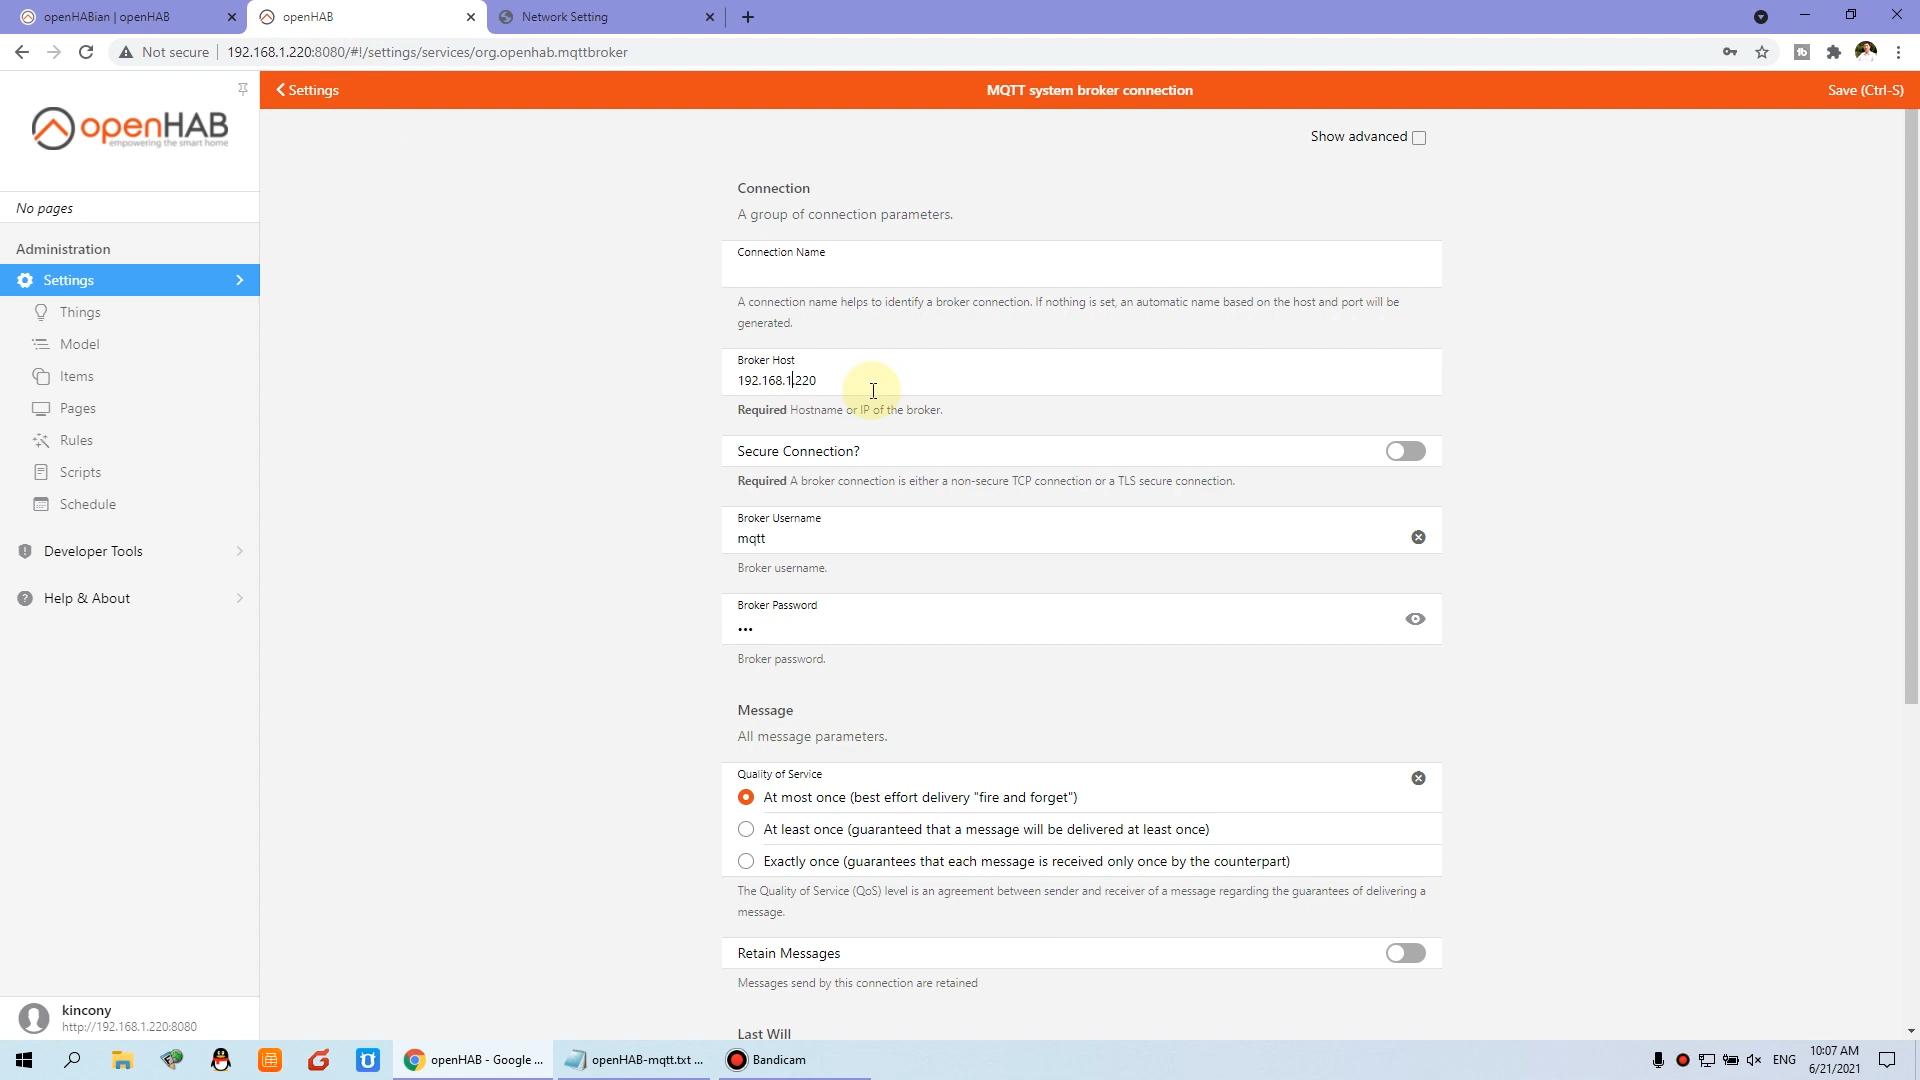 openHABian | openHAB
openHAB
Network Setting
Not secure
192.168.1.220:8080/#!/settings/services/org.openhab.mqttbroker
openHAB
empowering the smart home
Settings
MQTT system broker connection
Save (Ctrl-S)
Show advanced
No pages
Administration
Settings
Things
Model
Items
Pages
Rules
Scripts
Schedule
Developer Tools
Help & About
kincony
http://192.168.1.220:8080
Connection
A group of connection parameters.
Connection Name
A connection name helps to identify a broker connection. If nothing is set, an automatic name based on the host and port will be
generated.
Broker Host
192.168.1.220
Required Hostname or IP of the broker.
Secure Connection?
Required A broker connection is either a non-secure TCP connection or a TLS secure connection.
Broker Username
mqtt
Broker username.
Broker Password
•••
Broker password.
Message
All message parameters.
Quality of Service
At most once (best effort delivery "fire and forget")
At least once (guaranteed that a message will be delivered at least once)
Exactly once (guarantees that each message is received only once by the counterpart)
The Quality of Service (QoS) level is an agreement between sender and receiver of a message regarding the guarantees of delivering a
message.
Retain Messages
Messages send by this connection are retained
Last Will
openHAB - Google ...
openHAB-mqtt.txt ...
Bandicam
ENG
10:07 AM
6/21/2021